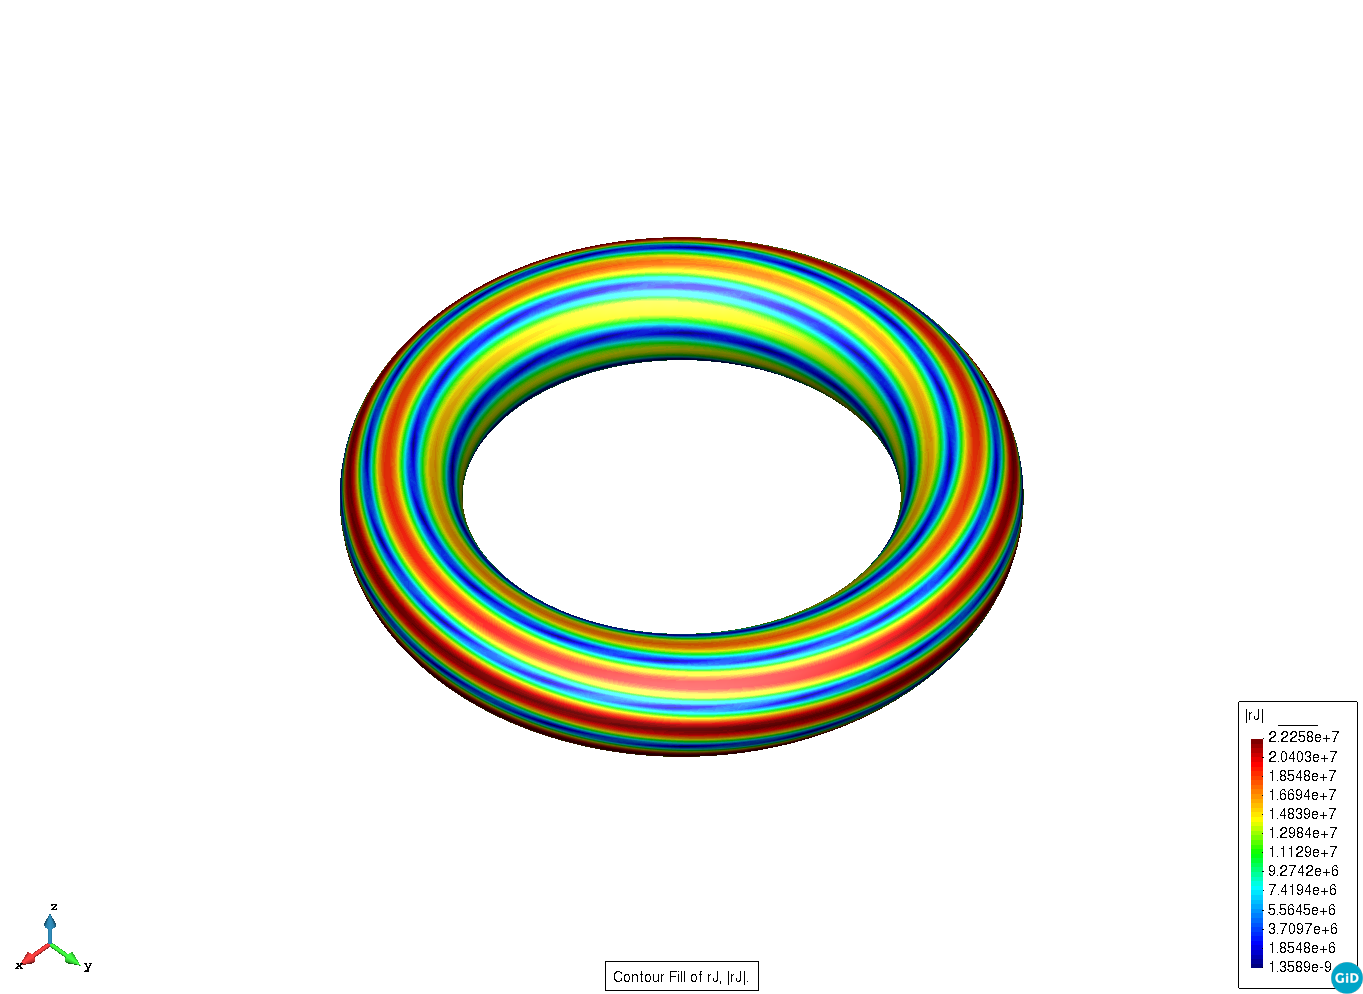 |rJ|
2.2258e+7
2.0403e+7
1.8548e+7
1.6694e+7
1.4839e+7
1.2984e+7
1.1129e+7
9.2742e+6
7.4194e+6
5.5645e+6
3.7097e+6
1.8548e+6
1.3589e-9
GiD
z
x
y
Contour Fill of rJ, |rJ|.